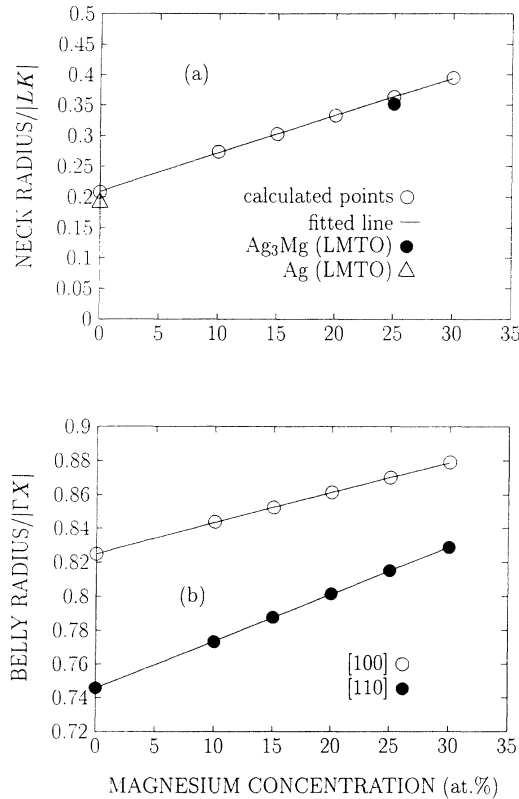 0.5
0.45
(a)
0.4
0.35
0.3
0.25
0.2
0.15
0.1
0.05
0
NECK RADIUS/|LK|
calculated points
fitted line
Ag₃Mg (LMTO)
Ag (LMTO)
0 5 10 15 20 25 30 35
0.9
0.88
0.86
0.84
0.82
0.8
(b)
0.78
0.76
0.74
0.72
BELLY RADIUS/|ΓX|
[100]
[110]
0 5 10 15 20 25 30 35
MAGNESIUM CONCENTRATION (at.%)